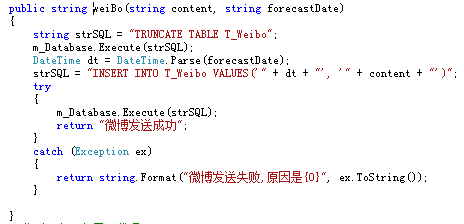 public string weiBo(string content, string forecastDate)
{
string strSQL = "TRUNCATE TABLE T_Weibo";
m_Database.Execute(strSQL);
DateTime dt = DateTime.Parse(forecastDate);
strSQL = "INSERT INTO T_Weibo VALUES('" + dt + "', '" + content + "')";
try
{
m_Database.Execute(strSQL);
return "微博发送成功";
}
catch (Exception ex)
{
return string.Format("微博发送失败,原因是{0}", ex.ToString());
}
}